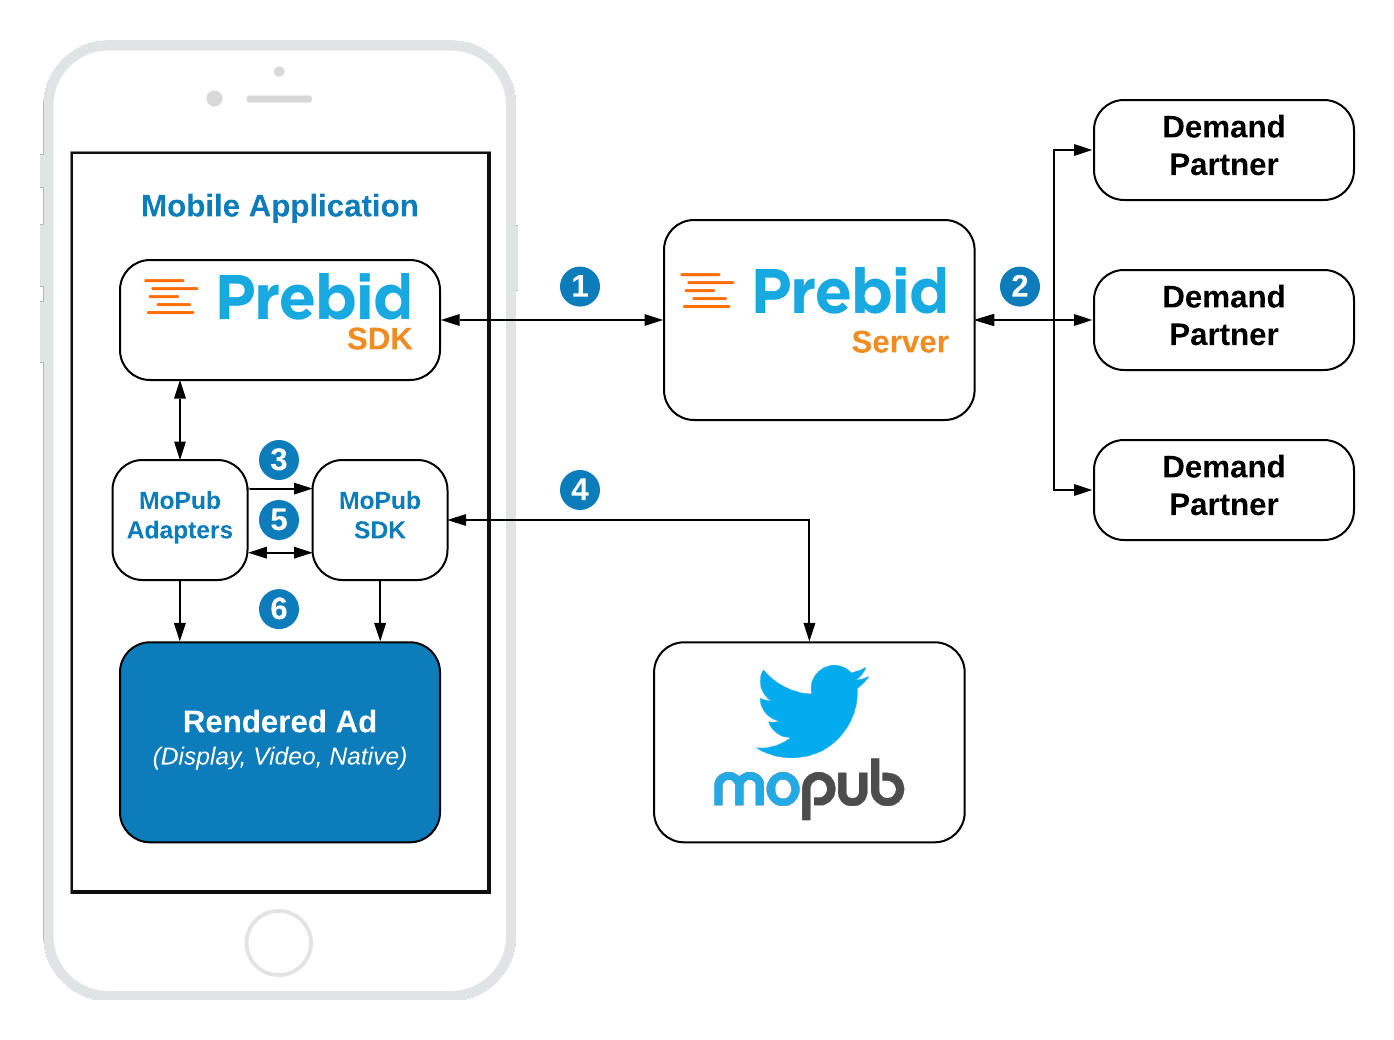 Mobile Application
Prebid
SDK
1
Prebid
Server
2
Demand
Partner
Demand
Partner
Demand
Partner
3
MoPub
Adapters
5
MoPub
SDK
4
6
Rendered Ad
(Display, Video, Native)
mopub